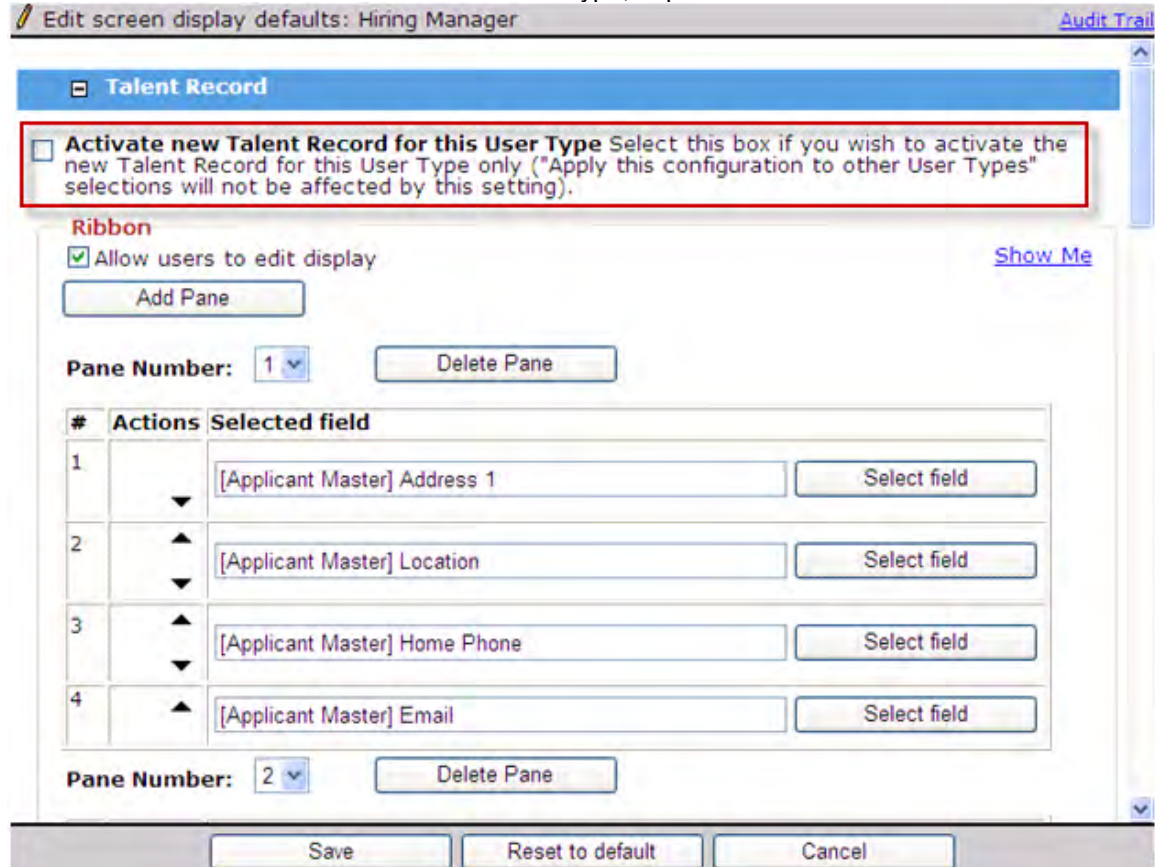 Edit screen display defaults: Hiring Manager Audit Trail
Talent Record
Activate new Talent Record for this User Type Select this box if you wish to activate the
new Talent Record for this User Type only ("Apply this configuration to other User Types"
selections will not be affected by this setting).
Ribbon
Allow users to edit display Show Me
Add Pane
Pane Number: 1 Delete Pane
# Actions Selected field
1 [Applicant Master] Address 1 Select field
2 [Applicant Master] Location Select field
3 [Applicant Master] Home Phone Select field
4 [Applicant Master] Email Select field
Pane Number: 2 Delete Pane
Save Reset to default Cancel